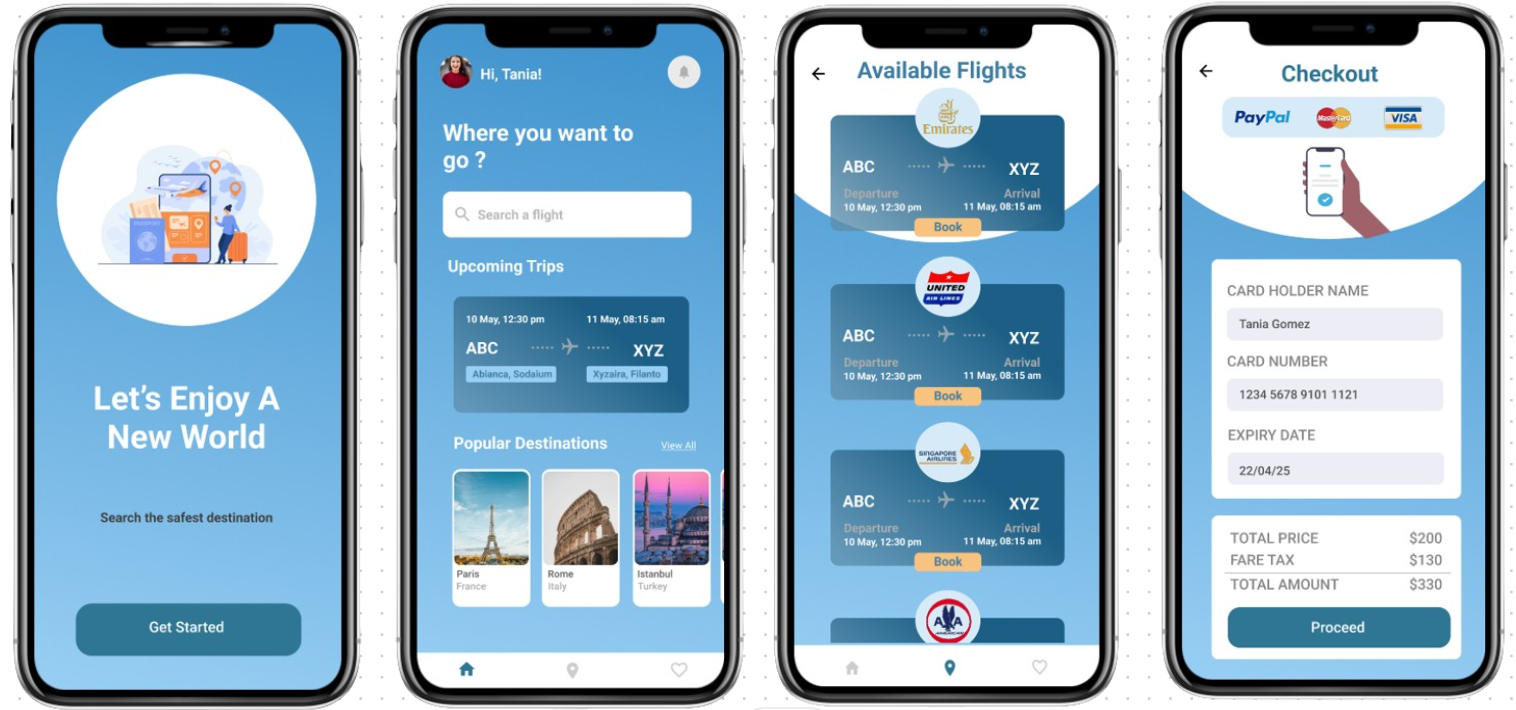 Let's Enjoy A
New World
Search the safest destination
Get Started
Hi, Tania!
Where you want to
go ?
Search a flight
Upcoming Trips
10 May, 12:30 pm 11 May, 08:15 am
ABC XYZ
Abianca, Sodaium Xyzaira, Filanto
Popular Destinations View All
Paris Rome Istanbul
France Italy Turkey
Available Flights
Emirates
ABC XYZ
Departure Arrival
10 May, 12:30 pm 11 May, 08:15 am
Book
UNITED
AIR LINES
ABC XYZ
Departure Arrival
10 May, 12:30 pm 11 May, 08:15 am
Book
SINGAPORE
AIRLINES
ABC XYZ
Departure Arrival
10 May, 12:30 pm 11 May, 08:15 am
Book
AA
AMERICAN
Checkout
PayPal MasterCard VISA
CARD HOLDER NAME
Tania Gomez
CARD NUMBER
1234 5678 9101 1121
EXPIRY DATE
22/04/25
TOTAL PRICE $200
FARE TAX $130
TOTAL AMOUNT $330
Proceed